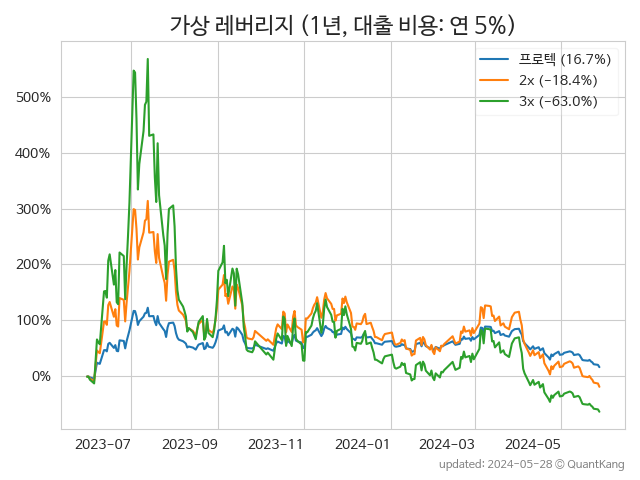 가상 레버리지 (1년, 대출 비용: 연 5%)
프로텍 (16.7%)
2x (−18.4%)
3x (−63.0%)
500%
400%
300%
200%
100%
0%
2023-07
2023-09
2023-11
2024-01
2024-03
2024-05
updated: 2024-05-28 © QuantKang